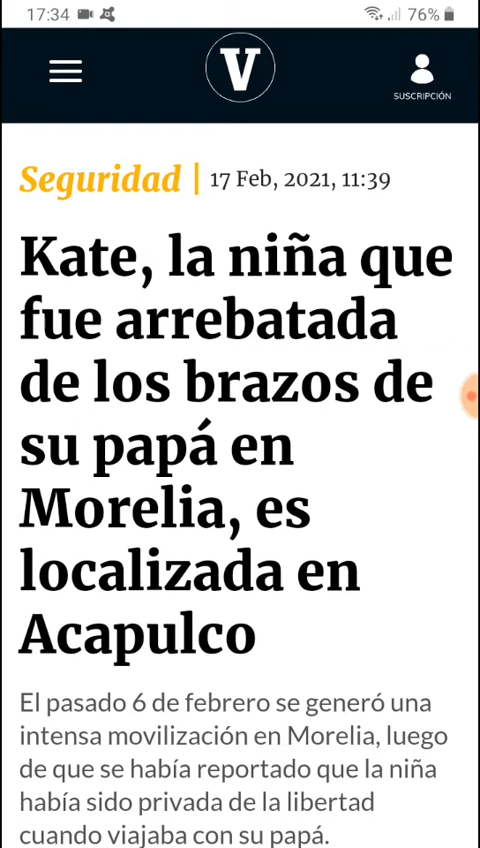 17:34 76%
V
SUSCRIPCIÓN
Seguridad | 17 Feb, 2021, 11:39
Kate, la niña que
fue arrebatada
de los brazos de
su papá en
Morelia, es
localizada en
Acapulco
El pasado 6 de febrero se generó una
intensa movilización en Morelia, luego
de que se había reportado que la niña
había sido privada de la libertad
cuando viajaba con su papá.